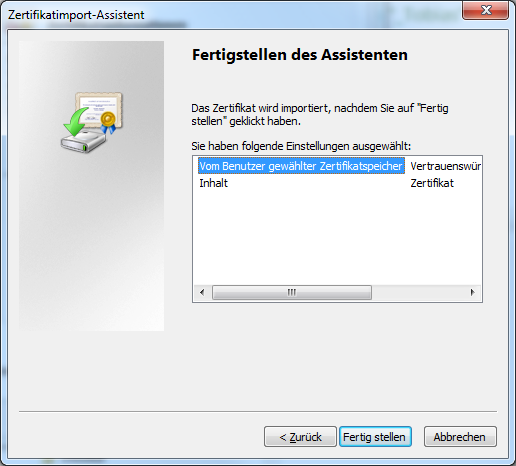 Zertifikatimport-Assistent
Fertigstellen des Assistenten
Das Zertifikat wird importiert, nachdem Sie auf "Fertig
stellen" geklickt haben.
Sie haben folgende Einstellungen ausgewählt:
Vom Benutzer gewählter Zertifikatspeicher Vertrauenswür
Inhalt Zertifikat
< Zurück Fertig stellen Abbrechen